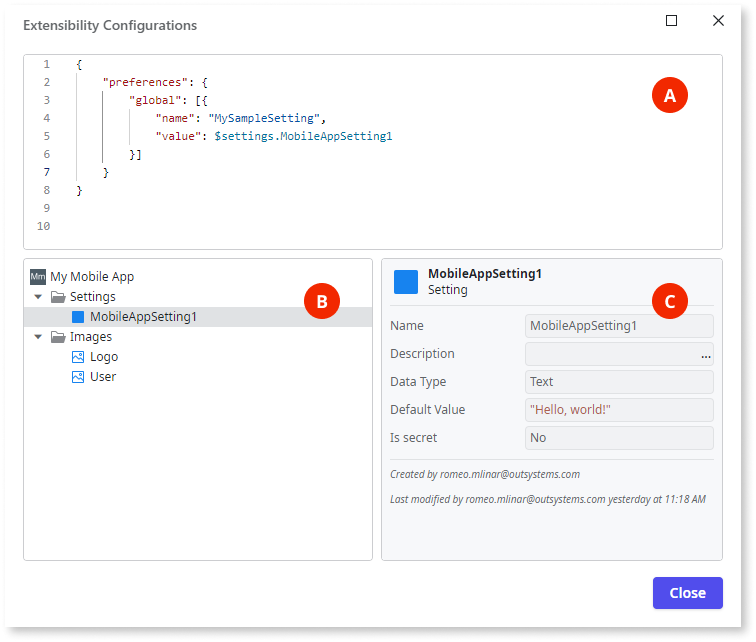 Extensibility Configurations
1 {
2 "preferences": {
3 "global": [{
4 "name": "MySampleSetting",
5 "value": $settings.MobileAppSetting1
6 }]
7 }
8 }
9
10
A
Mm My Mobile App
Settings
MobileAppSetting1
Images
Logo
User
B
MobileAppSetting1
Setting
C
Name MobileAppSetting1
Description ...
Data Type Text
Default Value "Hello, world!"
Is secret No
Created by romeo.mlinar@outsystems.com
Last modified by romeo.mlinar@outsystems.com yesterday at 11:18 AM
Close